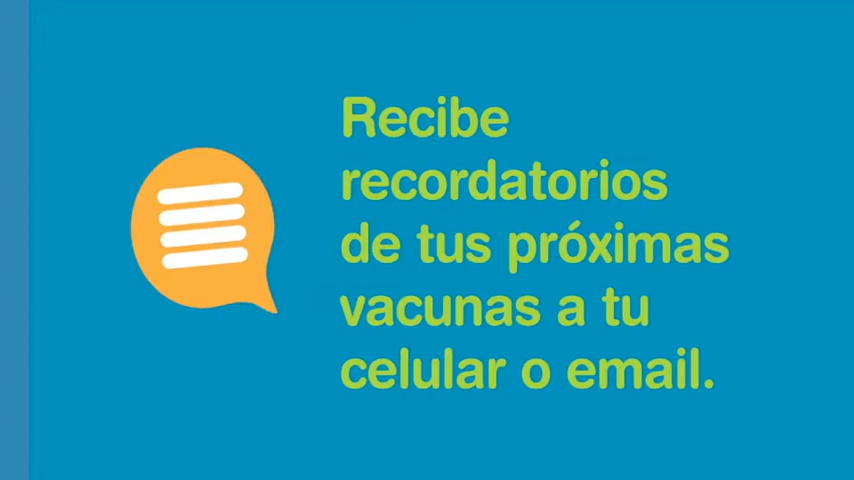 Recibe
recordatorios
de tus próximas
vacunas a tu
celular o email.